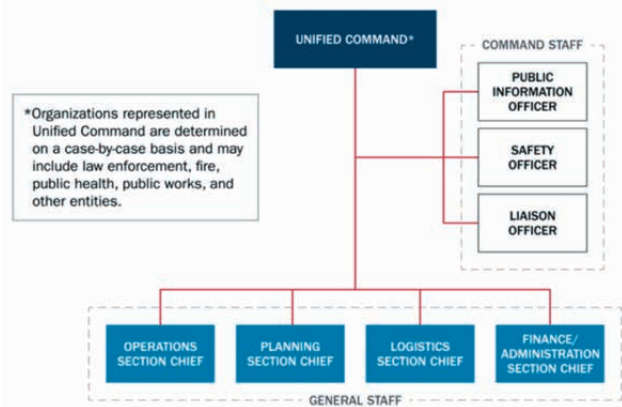 UNIFIED COMMAND*
COMMAND STAFF
PUBLIC
INFORMATION
OFFICER
SAFETY
OFFICER
LIAISON
OFFICER
*Organizations represented in
Unified Command are determined
on a case-by-case basis and may
include law enforcement, fire,
public health, public works, and
other entities.
OPERATIONS
SECTION CHIEF
PLANNING
SECTION CHIEF
LOGISTICS
SECTION CHIEF
FINANCE/
ADMINISTRATION
SECTION CHIEF
GENERAL STAFF